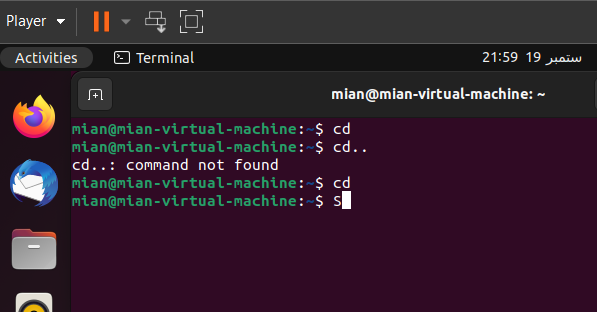 Player
Activities Terminal 21:59 19 ستمبر
mian@mian-virtual-machine: ~
mian@mian-virtual-machine:~$ cd
mian@mian-virtual-machine:~$ cd..
cd..: command not found
mian@mian-virtual-machine:~$ cd
mian@mian-virtual-machine:~$ S